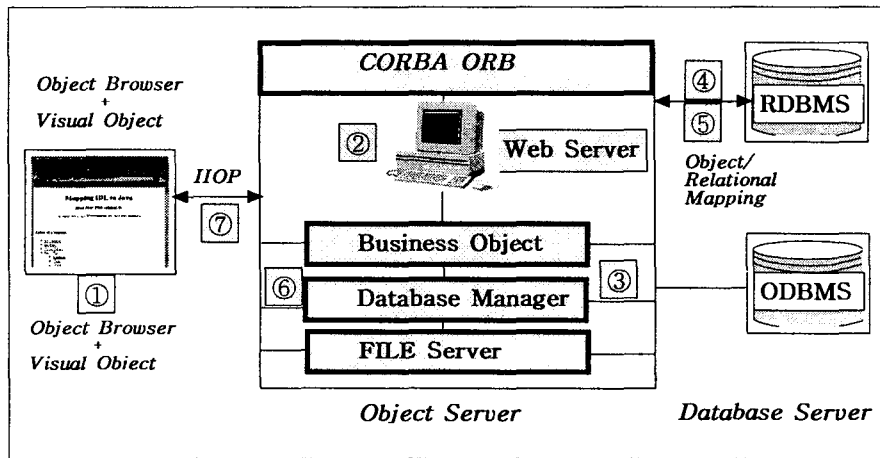 CORBA ORB
Object Browser
+
Visual Object
④
RDBMS
②
Web Server
⑤
Mapping IDL to Java
IIOP
Object/
Relational
Mapping
⑦
Business Object
①
⑥
Database Manager
③
ODBMS
Object Browser
+
Visual Obiect
FILE Server
Object Server
Database Server